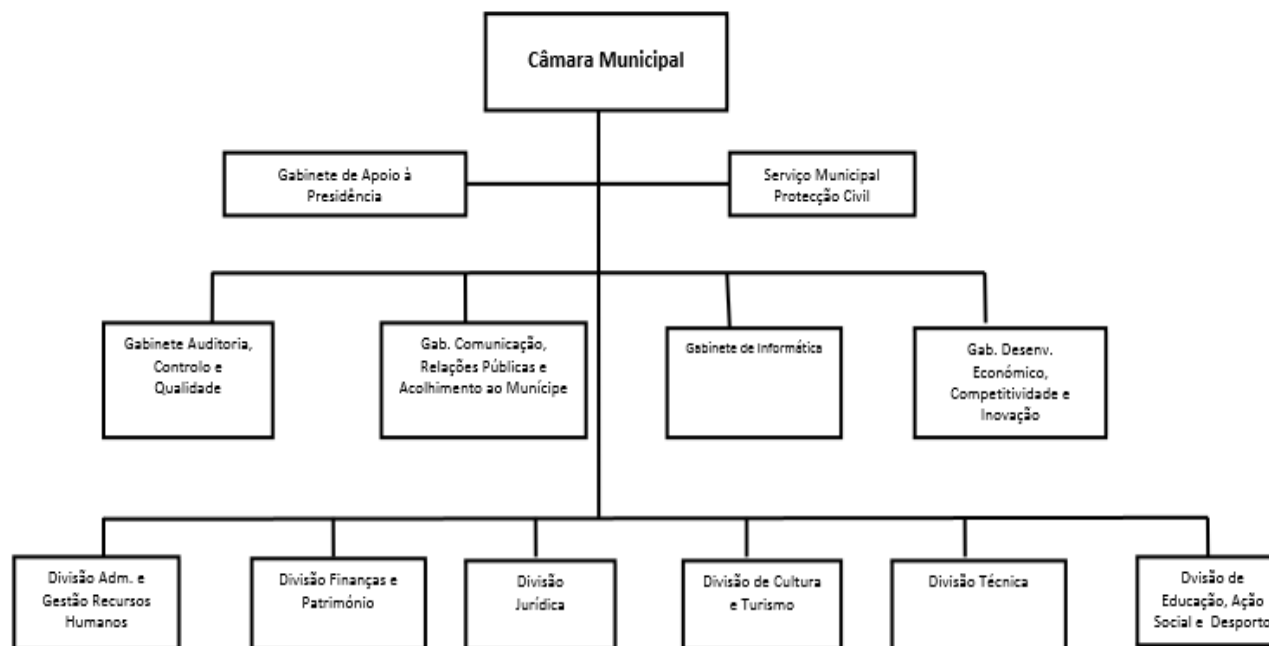 Câmara Municipal
Gabinete de Apoio à
Presidência
Serviço Municipal
Protecção Civil
Gabinete Auditoria,
Controlo e
Qualidade
Gab. Comunicação,
Relações Públicas e
Acolhimento ao Munícipe
Gabinete de Informática
Gab. Desenv.
Económico,
Competitividade e
Inovação
Divisão Adm. e
Gestão Recursos
Humanos
Divisão Finanças e
Património
Divisão
Jurídica
Divisão de Cultura
e Turismo
Divisão Técnica
Dvisão de
Educação, Ação
Social e Desporto